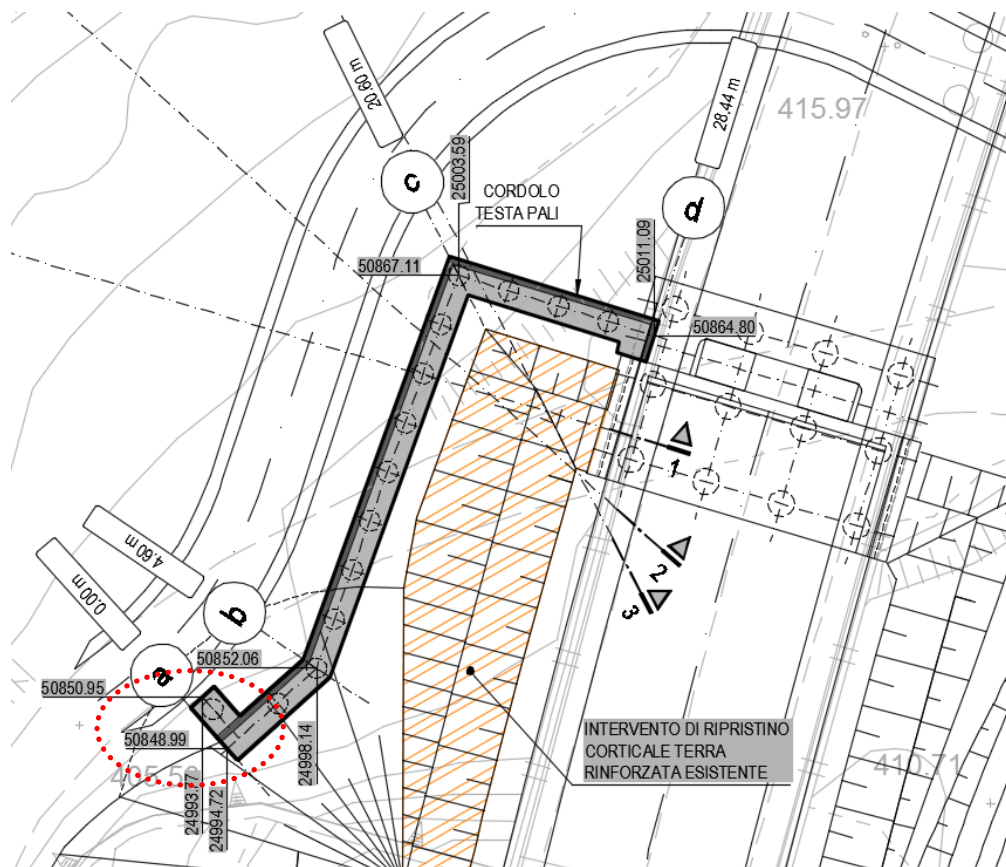 20.60 m
28.44 m
415.97
c
25003.59
CORDOLO
TESTA PALI
d
25011.09
50867.11
50864.80
1
2
3
4.60 m
0.00 m
b
a
50852.06
50850.95
50848.99
24998.14
405.50
24993.77
24994.72
INTERVENTO DI RIPRISTINO
CORTICALE TERRA
RINFORZATA ESISTENTE
410.71